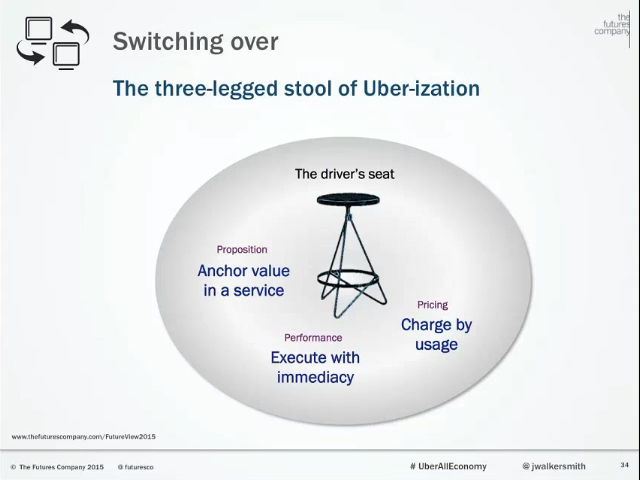 the
futures
company
Switching over
The three-legged stool of Uber-ization
The driver's seat
Proposition
Anchor value
in a service
Pricing
Charge by
usage
Performance
Execute with
immediacy
www.thefuturescompany.com/FutureView2015
© The Futures Company 2015 @ futuresco # UberAllEconomy @ jwalkersmith 34